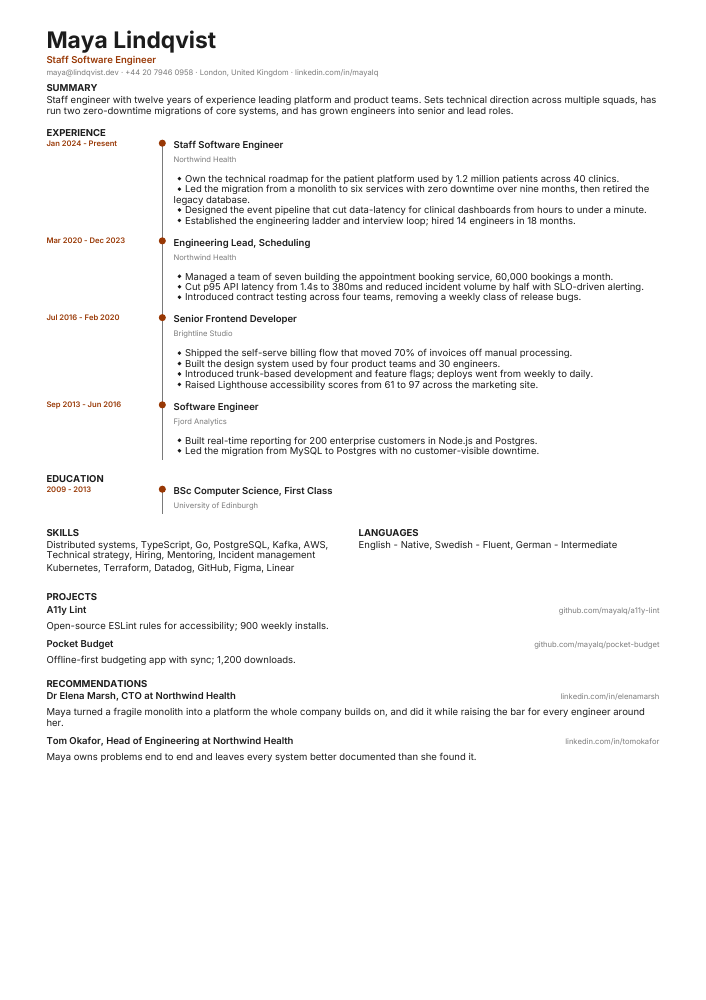 Maya Lindqvist
Staff Software Engineer
maya@lindqvist.dev · +44 20 7946 0958 · London, United Kingdom · linkedin.com/in/mayalq
SUMMARY
Staff engineer with twelve years of experience leading platform and product teams. Sets technical direction across multiple squads, has
run two zero-downtime migrations of core systems, and has grown engineers into senior and lead roles.
EXPERIENCE
Jan 2024 - Present
Staff Software Engineer
Northwind Health
• Own the technical roadmap for the patient platform used by 1.2 million patients across 40 clinics.
• Led the migration from a monolith to six services with zero downtime over nine months, then retired the
legacy database.
• Designed the event pipeline that cut data-latency for clinical dashboards from hours to under a minute.
• Established the engineering ladder and interview loop; hired 14 engineers in 18 months.
Mar 2020 - Dec 2023
Engineering Lead, Scheduling
Northwind Health
• Managed a team of seven building the appointment booking service, 60,000 bookings a month.
• Cut p95 API latency from 1.4s to 380ms and reduced incident volume by half with SLO-driven alerting.
• Introduced contract testing across four teams, removing a weekly class of release bugs.
Jul 2016 - Feb 2020
Senior Frontend Developer
Brightline Studio
• Shipped the self-serve billing flow that moved 70% of invoices off manual processing.
• Built the design system used by four product teams and 30 engineers.
• Introduced trunk-based development and feature flags; deploys went from weekly to daily.
• Raised Lighthouse accessibility scores from 61 to 97 across the marketing site.
Sep 2013 - Jun 2016
Software Engineer
Fjord Analytics
• Built real-time reporting for 200 enterprise customers in Node.js and Postgres.
• Led the migration from MySQL to Postgres with no customer-visible downtime.
EDUCATION
2009 - 2013
BSc Computer Science, First Class
University of Edinburgh
SKILLS
Distributed systems, TypeScript, Go, PostgreSQL, Kafka, AWS,
Technical strategy, Hiring, Mentoring, Incident management
Kubernetes, Terraform, Datadog, GitHub, Figma, Linear
LANGUAGES
English - Native, Swedish - Fluent, German - Intermediate
PROJECTS
A11y Lint
github.com/mayalq/a11y-lint
Open-source ESLint rules for accessibility; 900 weekly installs.
Pocket Budget
github.com/mayalq/pocket-budget
Offline-first budgeting app with sync; 1,200 downloads.
RECOMMENDATIONS
Dr Elena Marsh, CTO at Northwind Health
linkedin.com/in/elenamarsh
Maya turned a fragile monolith into a platform the whole company builds on, and did it while raising the bar for every engineer around
her.
Tom Okafor, Head of Engineering at Northwind Health
linkedin.com/in/tomokafor
Maya owns problems end to end and leaves every system better documented than she found it.